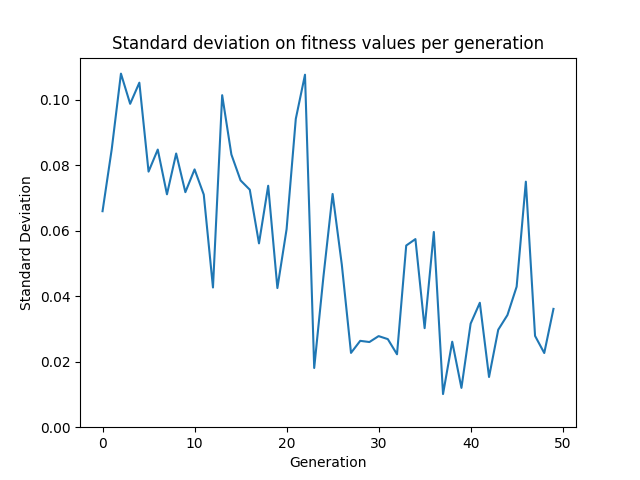 Standard deviation on fitness values per generation
Standard Deviation
0.10
0.08
0.06
0.04
0.02
0.00
0 10 20 30 40 50
Generation